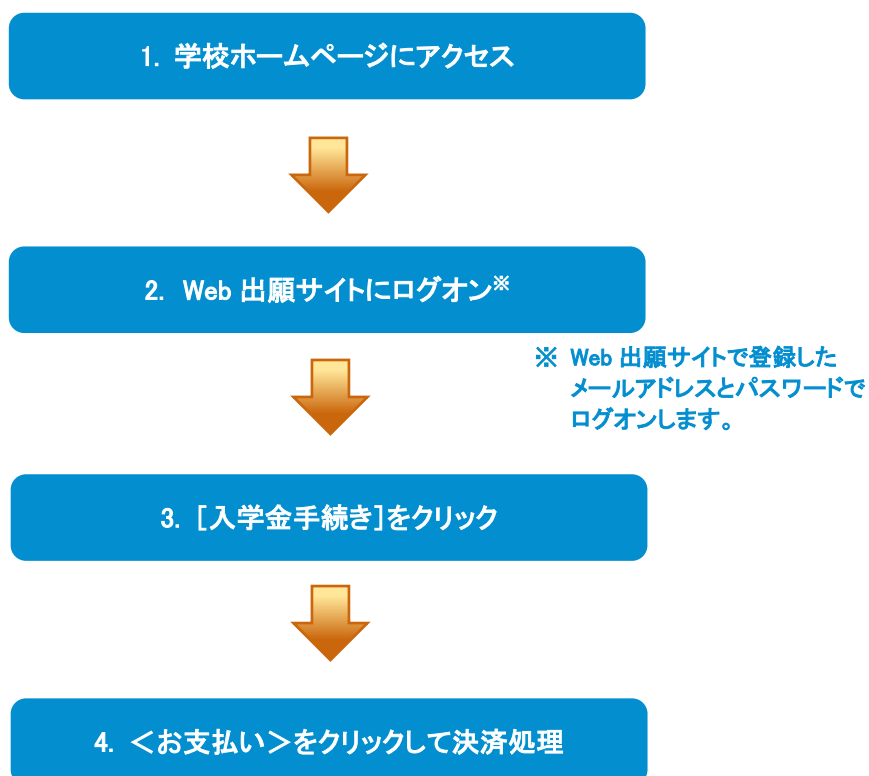 1. 学校ホームページにアクセス
2. Web 出願サイトにログオン※
※ Web 出願サイトで登録した
メールアドレスとパスワードで
ログオンします。
3. [入学金手続き]をクリック
4. <お支払い>をクリックして決済処理